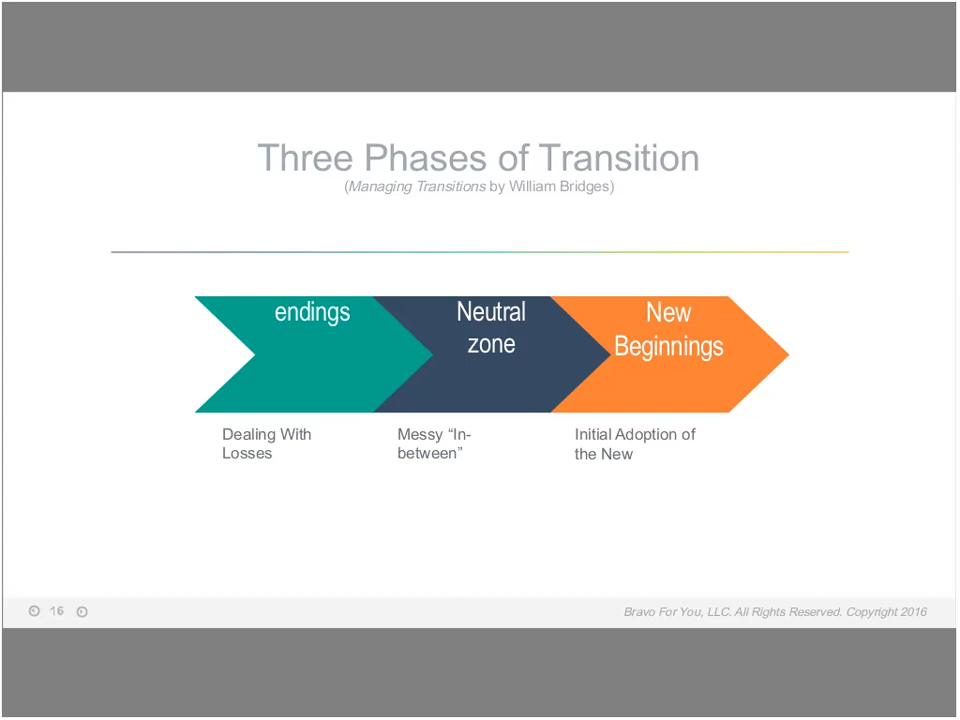 Three Phases of Transition
(Managing Transitions by William Bridges)
endings
Neutral
zone
New
Beginnings
Dealing With
Losses
Messy “In-
between”
Initial Adoption of
the New
16
Bravo For You, LLC. All Rights Reserved. Copyright 2016